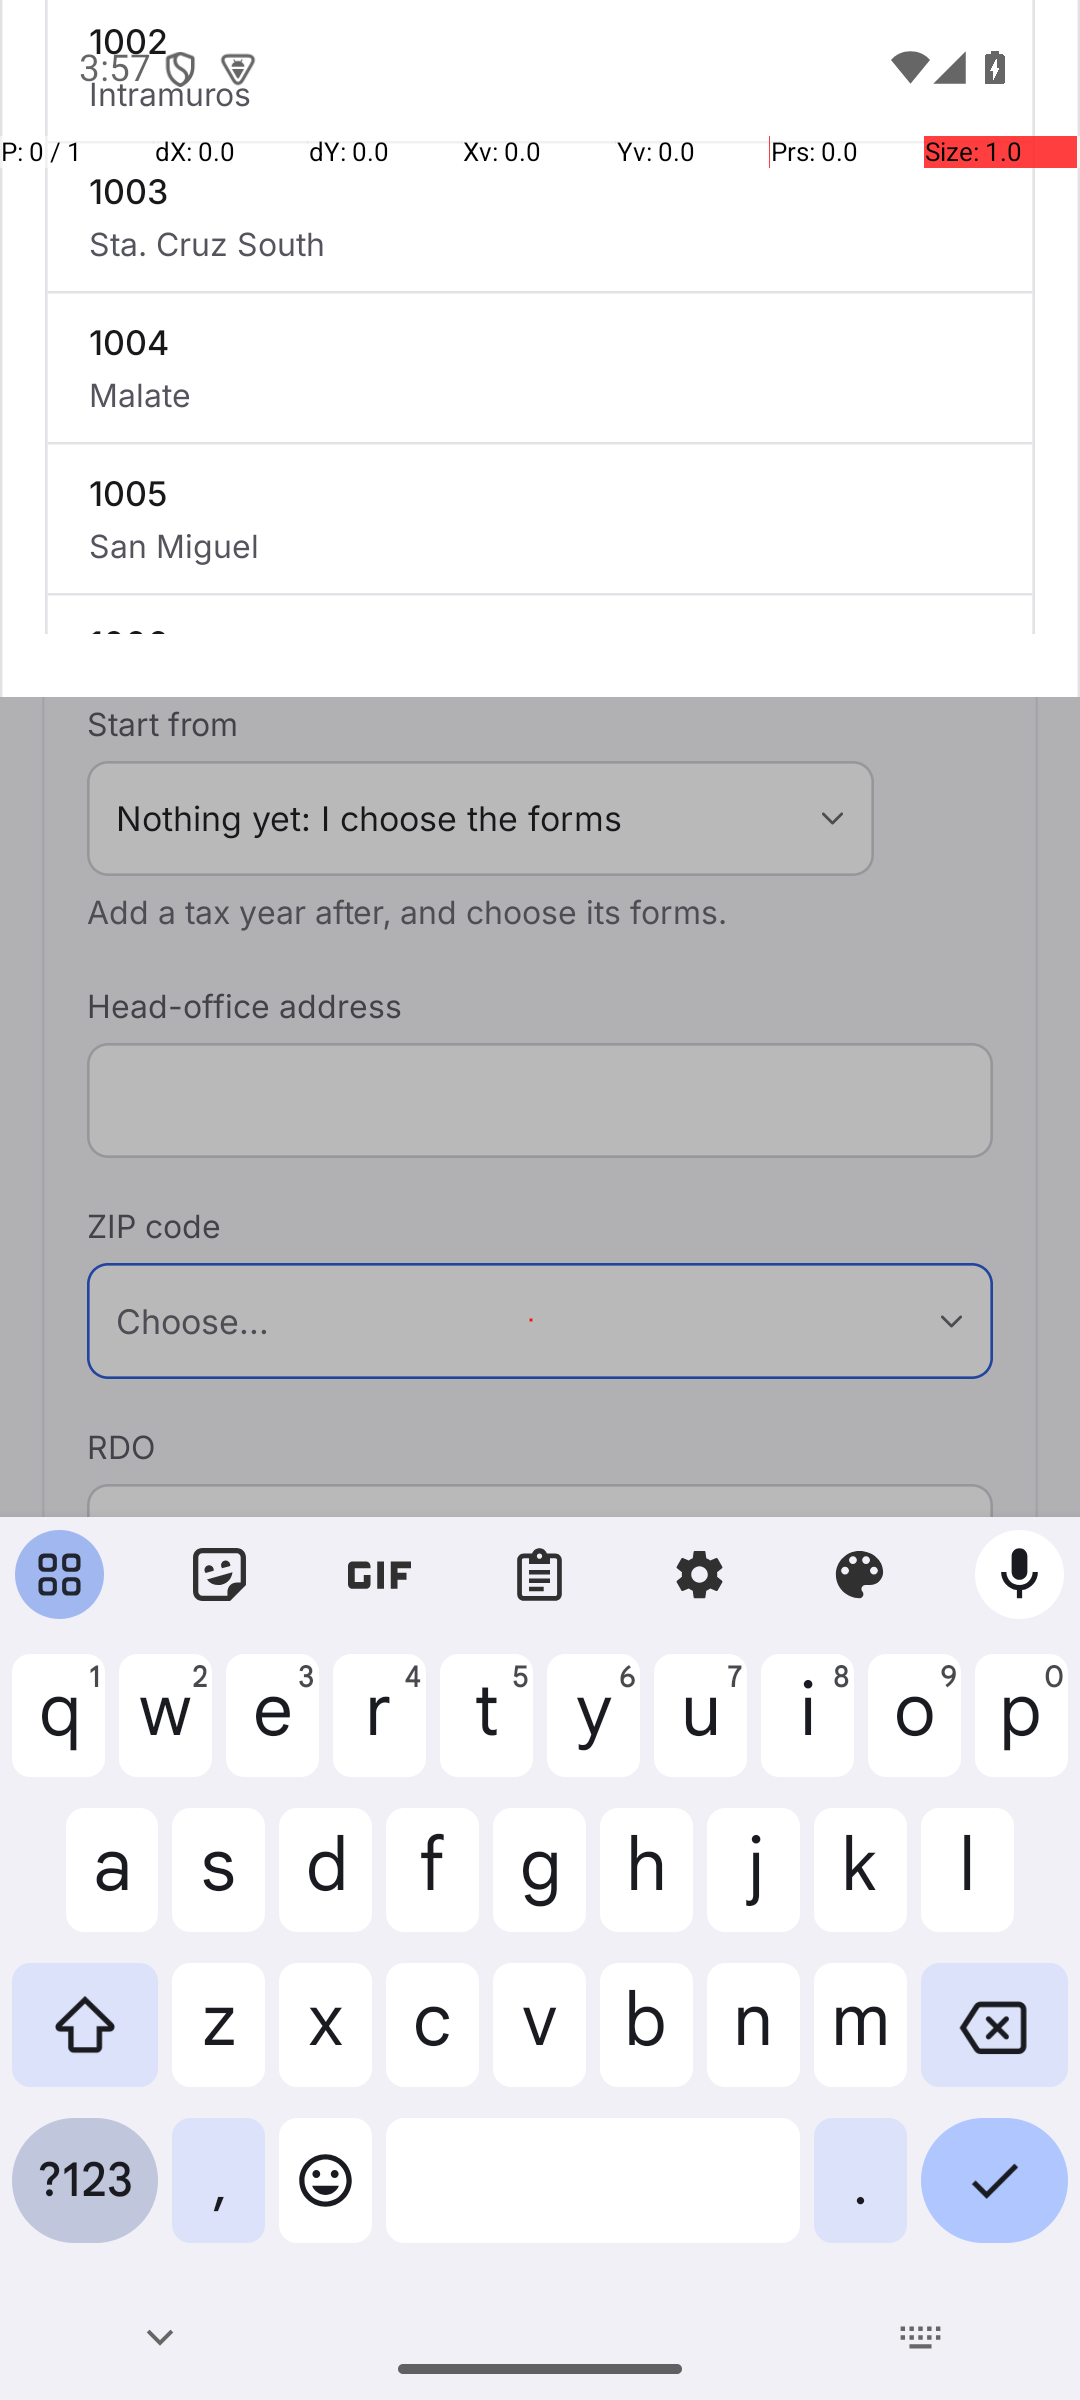 1002
3:57
Intramuros
P: 0 / 1 dX: 0.0 dY: 0.0 Xv: 0.0 Yv: 0.0 Prs: 0.0 Size: 1.0
1003
Sta. Cruz South
1004
Malate
1005
San Miguel
Start from
Nothing yet: I choose the forms
Add a tax year after, and choose its forms.
Head-office address
ZIP code
Choose...
RDO
GIF
q 1 w 2 e 3 r 4 t 5 y 6 u 7 i 8 o 9 p 0
a s d f g h j k l
z x c v b n m
?123 , .